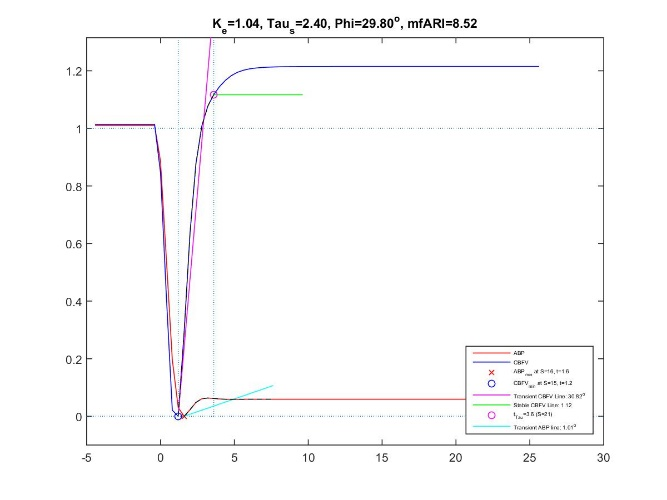 K_e=1.04, Tau_s=2.40, Phi=29.80°, mfARI=8.52
1.2
1
0.8
0.6
0.4
0.2
0
-5 0 5 10 15 20 25 30
ABP
CBFV
ABP_min at S=16, t=1.6
CBFV_min at S=15, t=1.2
Transient CBFV Line: 30.82°
Stable CBFV Line: 1.12
t_Tau=3.6 (S=21)
Transient ABP line: 1.01°